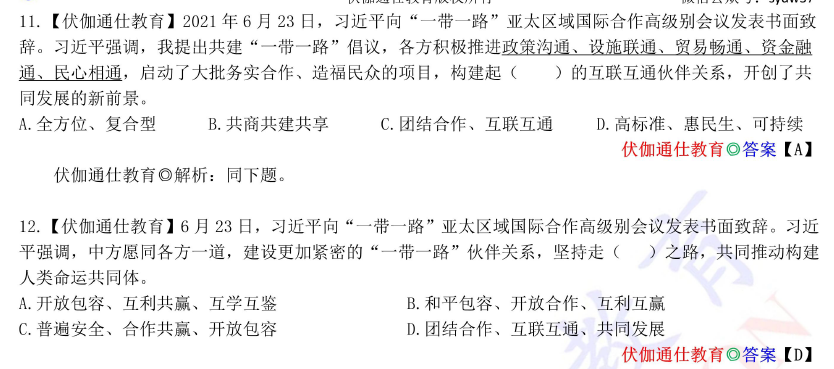 11.【伏伽通仕教育】2021 年 6 月 23 日，习近平向“一带一路”亚太区域国际合作高级别会议发表书面致
辞。习近平强调，我提出共建“一带一路”倡议，各方积极推进政策沟通、设施联通、贸易畅通、资金融
通、民心相通，启动了大批务实合作、造福民众的项目，构建起（　　）的互联互通伙伴关系，开创了共
同发展的新前景。
A.全方位、复合型　　B.共商共建共享　　C.团结合作、互联互通　　D.高标准、惠民生、可持续
伏伽通仕教育◎答案【A】
伏伽通仕教育◎解析：同下题。
12.【伏伽通仕教育】6 月 23 日，习近平向“一带一路”亚太区域国际合作高级别会议发表书面致辞。习近
平强调，中方愿同各方一道，建设更加紧密的“一带一路”伙伴关系，坚持走（　　）之路，共同推动构建
人类命运共同体。
A.开放包容、互利共赢、互学互鉴　　B.和平包容、开放合作、互利互赢
C.普遍安全、合作共赢、开放包容　　D.团结合作、互联互通、共同发展
伏伽通仕教育◎答案【D】
教育